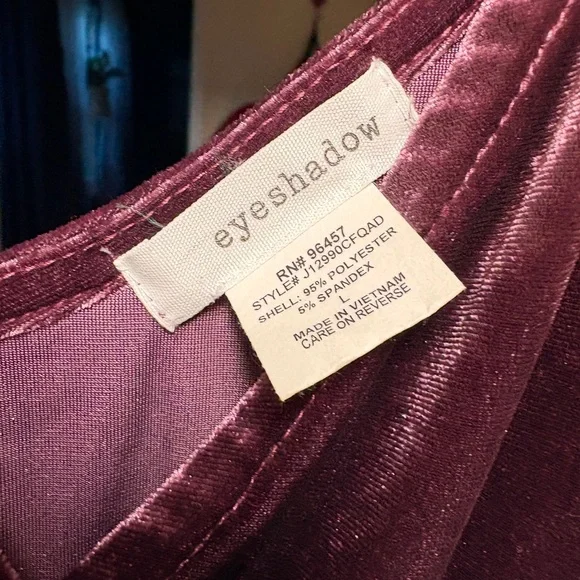 eyeshadow
RN# 96457
STYLE# J12990CFQAD
SHELL: 95% POLYESTER
5% SPANDEX
L
MADE IN VIETNAM
CARE ON REVERSE